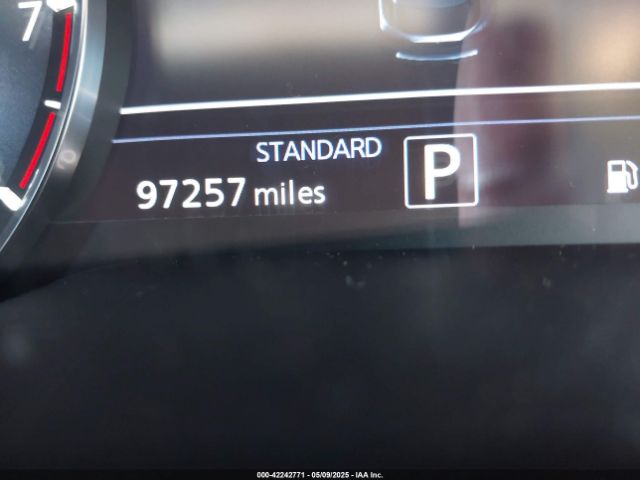 7
STANDARD
P
97257 miles
000-42242771 - 05/09/2025 - IAA Inc.